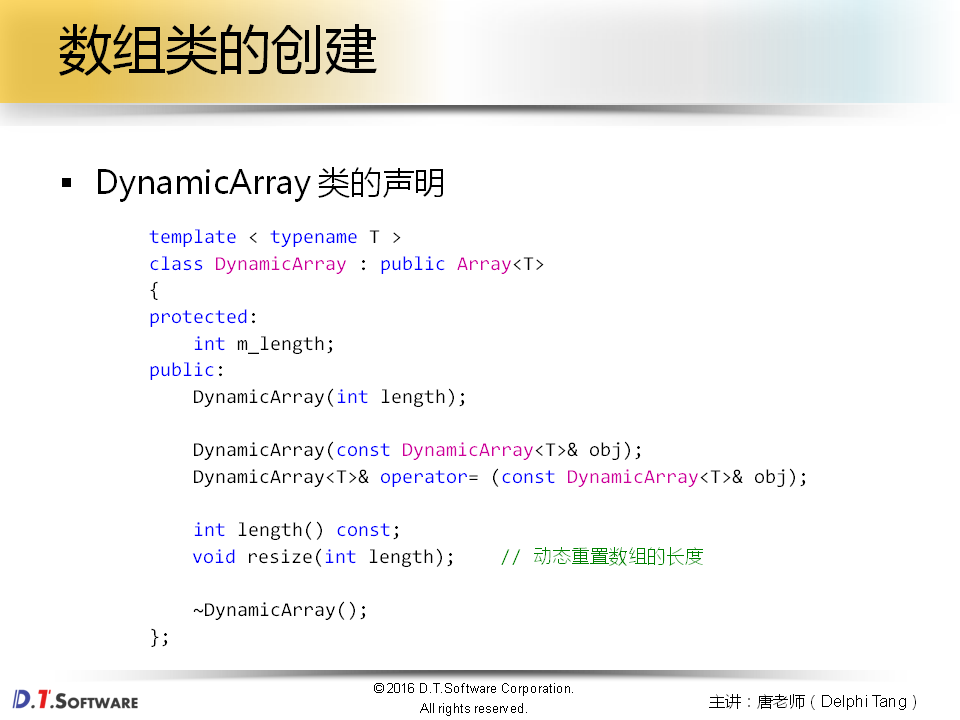 数组类的创建
▪ DynamicArray 类的声明
template < typename T >
class DynamicArray : public Array<T>
{
protected:
    int m_length;
public:
    DynamicArray(int length);
    DynamicArray(const DynamicArray<T>& obj);
    DynamicArray<T>& operator= (const DynamicArray<T>& obj);
    int length() const;
    void resize(int length);    // 动态重置数组的长度
    ~DynamicArray();
};
D.T.SOFTWARE
©2016 D.T.Software Corporation.
All rights reserved.
主讲：唐老师（Delphi Tang）